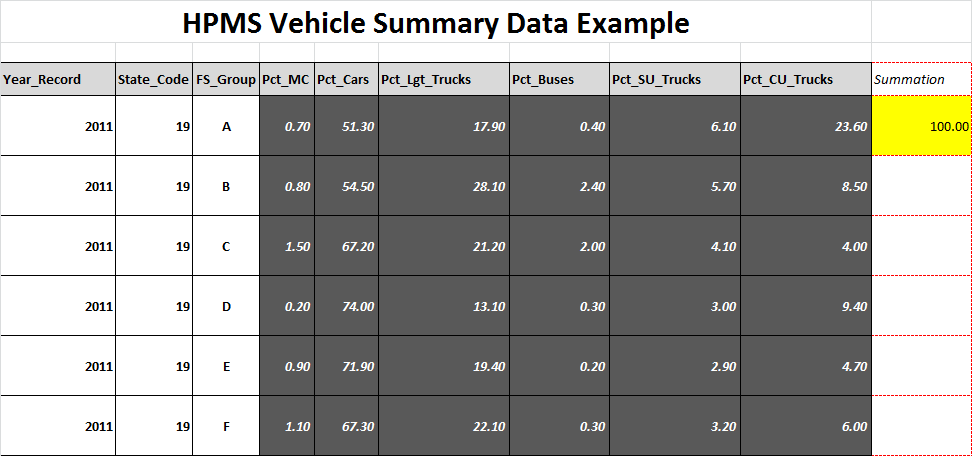 HPMS Vehicle Summary Data Example
Year_Record State_Code FS_Group Pct_MC Pct_Cars Pct_Lgt_Trucks Pct_Buses Pct_SU_Trucks Pct_CU_Trucks Summation
2011 19 A 0.70 51.30 17.90 0.40 6.10 23.60 100.00
2011 19 B 0.80 54.50 28.10 2.40 5.70 8.50
2011 19 C 1.50 67.20 21.20 2.00 4.10 4.00
2011 19 D 0.20 74.00 13.10 0.30 3.00 9.40
2011 19 E 0.90 71.90 19.40 0.20 2.90 4.70
2011 19 F 1.10 67.30 22.10 0.30 3.20 6.00